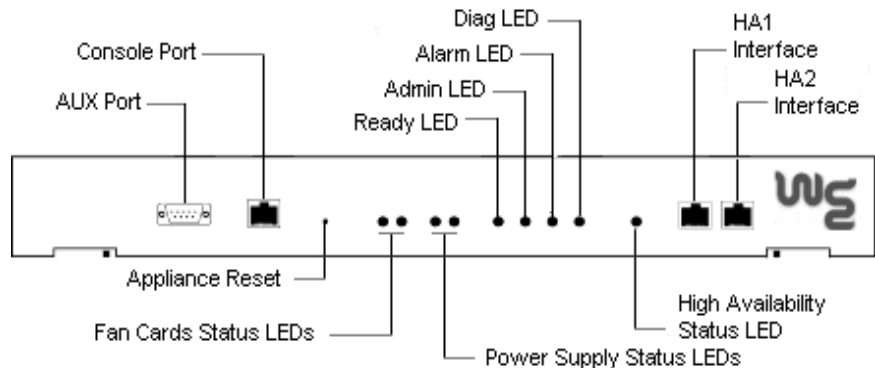 Diag LED
HA1
Interface
Console Port
Alarm LED
HA2
Interface
AUX Port
Admin LED
Ready LED
Appliance Reset
High Availability
Status LED
Fan Cards Status LEDs
Power Supply Status LEDs